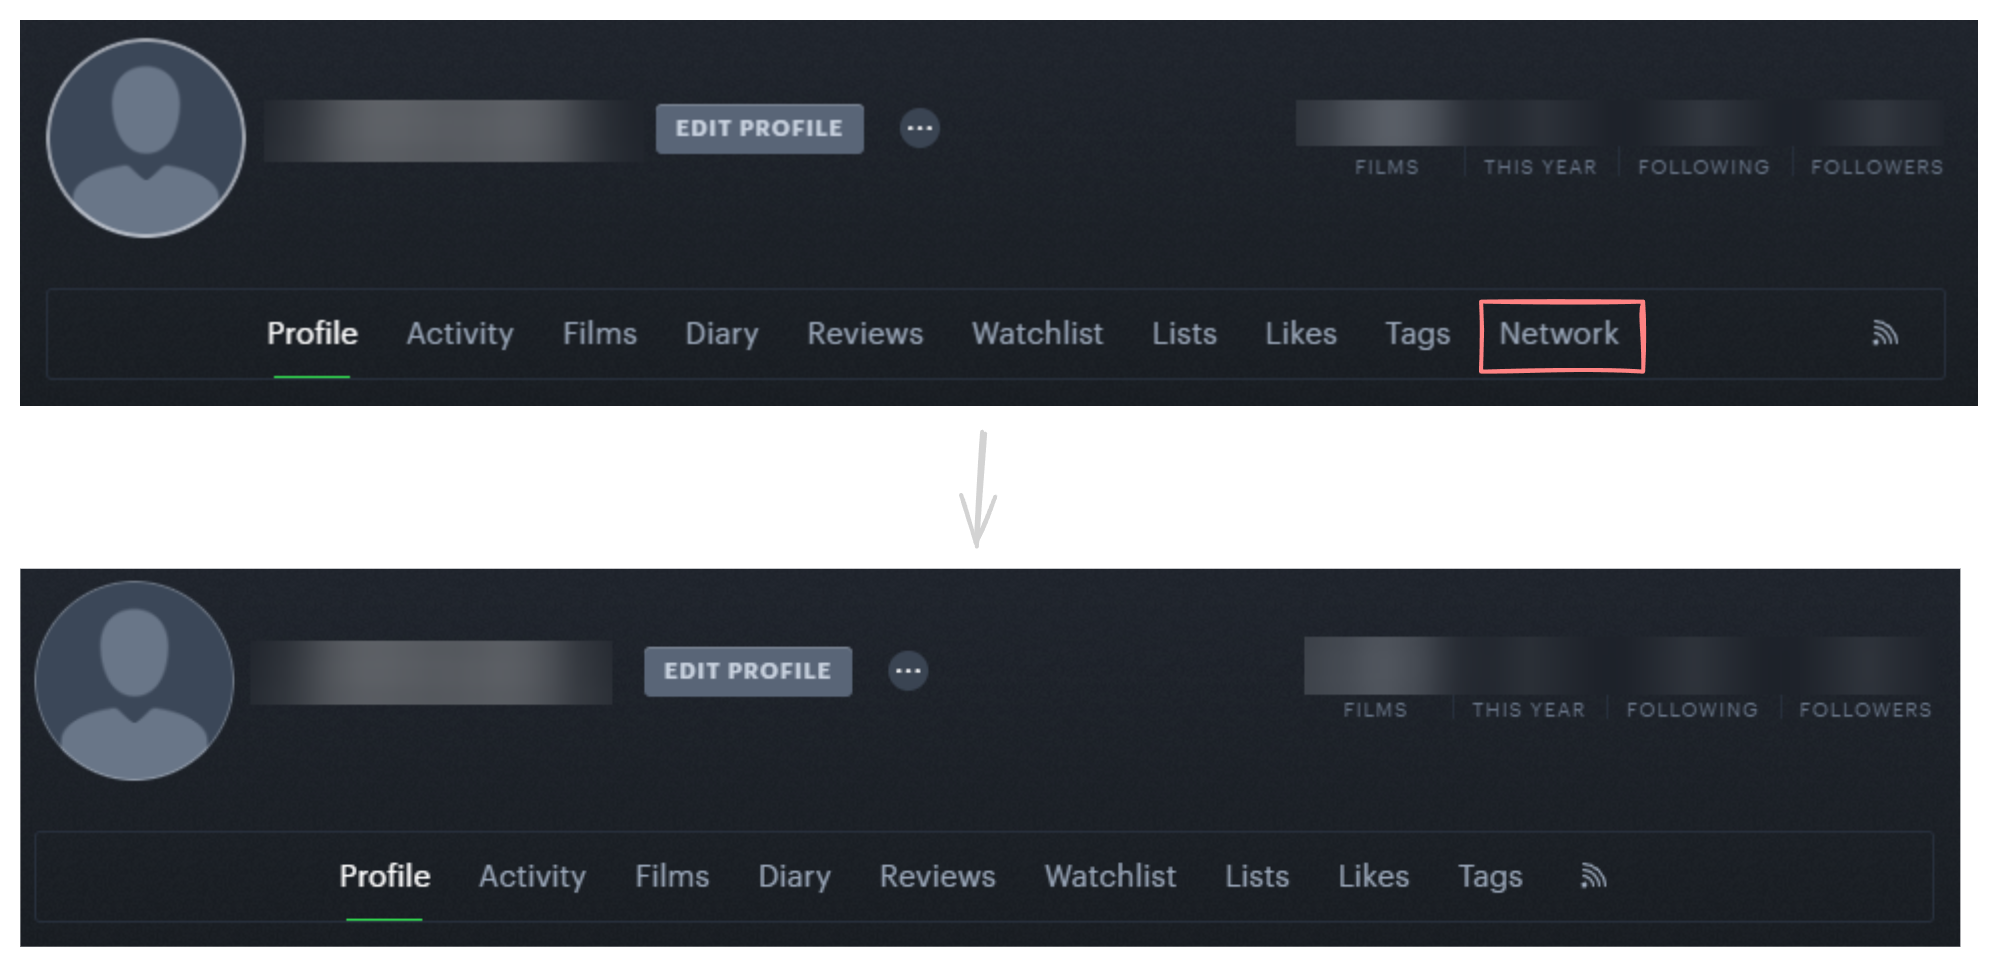 EDIT PROFILE ...
FILMS THIS YEAR FOLLOWING FOLLOWERS
Profile Activity Films Diary Reviews Watchlist Lists Likes Tags Network
EDIT PROFILE ...
FILMS THIS YEAR FOLLOWING FOLLOWERS
Profile Activity Films Diary Reviews Watchlist Lists Likes Tags